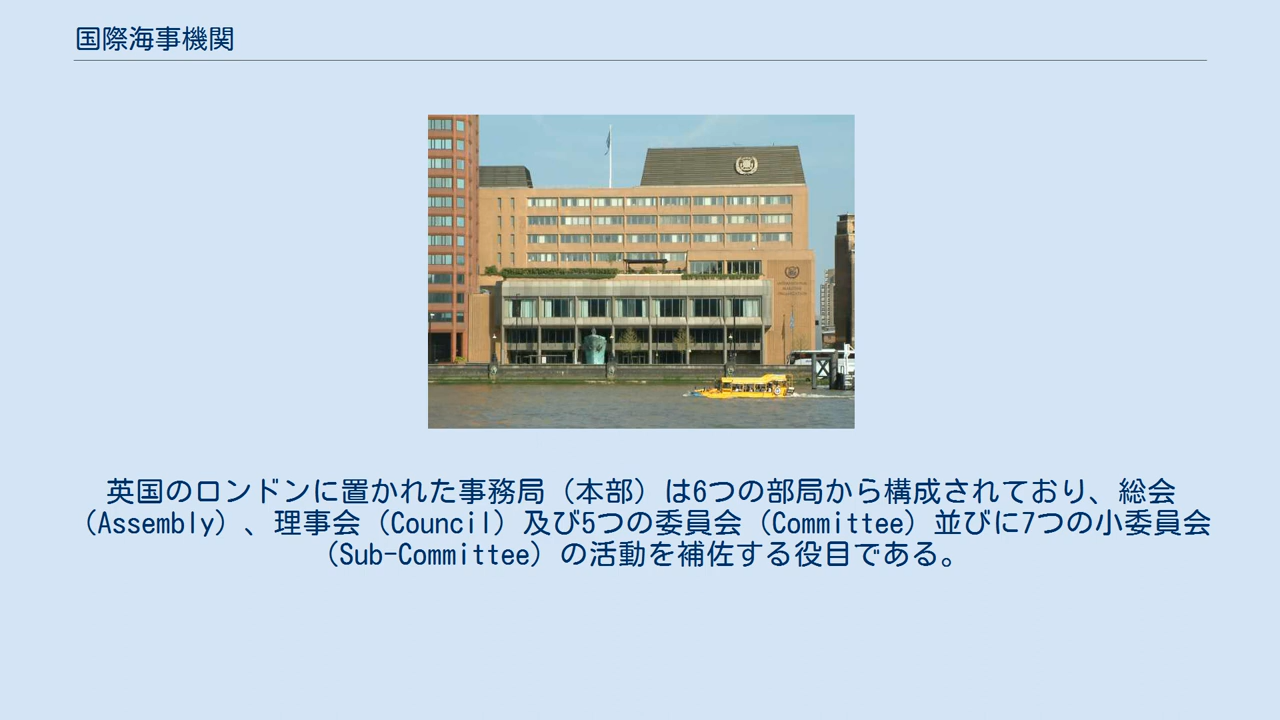 国際海事機関
英国のロンドンに置かれた事務局（本部）は6つの部局から構成されており、総会
（Assembly）、理事会（Council）及び5つの委員会（Committee）並びに7つの小委員会
（Sub-Committee）の活動を補佐する役目である。